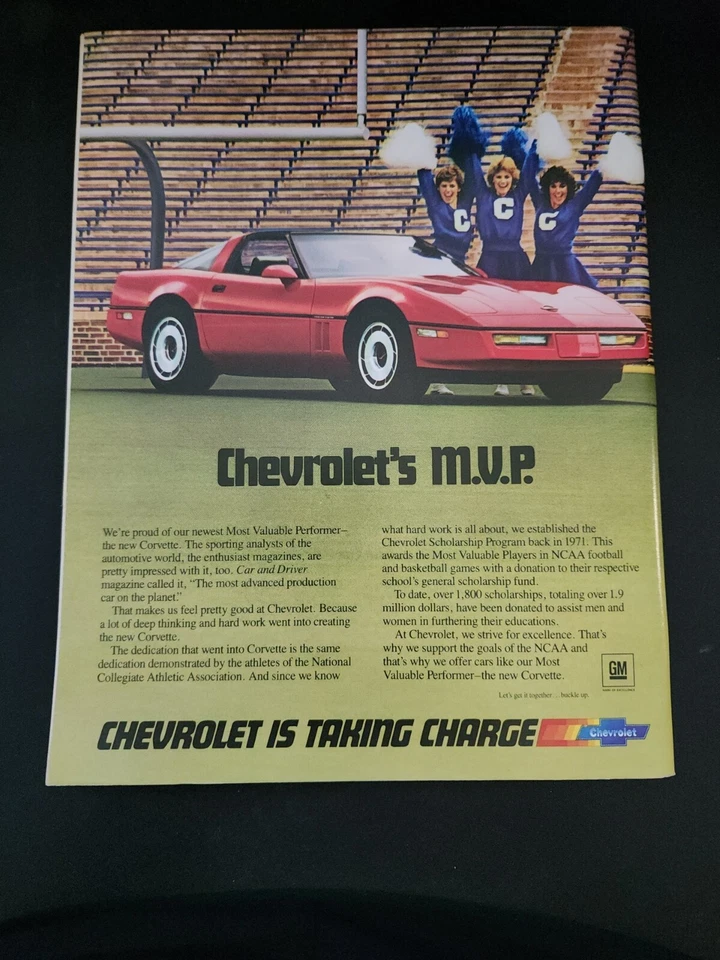 C
C
C
Chevrolet's M.V.P.
We're proud of our newest Most Valuable Performer–
the new Corvette. The sporting analysts of the
automotive world, the enthusiast magazines, are
pretty impressed with it, too. Car and Driver
magazine called it, "The most advanced production
car on the planet."
That makes us feel pretty good at Chevrolet. Because
a lot of deep thinking and hard work went into creating
the new Corvette.
The dedication that went into Corvette is the same
dedication demonstrated by the athletes of the National
Collegiate Athletic Association. And since we know
what hard work is all about, we established the
Chevrolet Scholarship Program back in 1971. This
awards the Most Valuable Players in NCAA football
and basketball games with a donation to their respective
school's general scholarship fund.
To date, over 1,800 scholarships, totaling over 1.9
million dollars, have been donated to assist men and
women in furthering their educations.
At Chevrolet, we strive for excellence. That's
why we support the goals of the NCAA and
that's why we offer cars like our Most
Valuable Performer–the new Corvette.
GM
MARK OF EXCELLENCE
Let's get it together... buckle up.
CHEVROLET IS TAKING CHARGE
Chevrolet